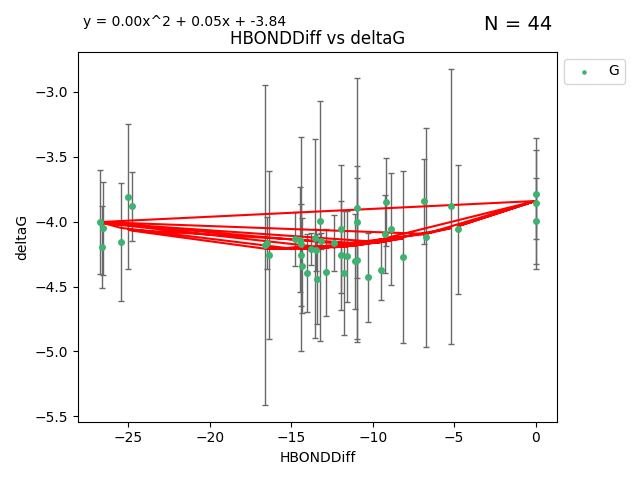 y = 0.00x^2 + 0.05x + -3.84
N = 44
HBONDDiff vs deltaG
G
−3.0
−3.5
−4.0
−4.5
−5.0
−5.5
deltaG
−25
−20
−15
−10
−5
0
HBONDDiff